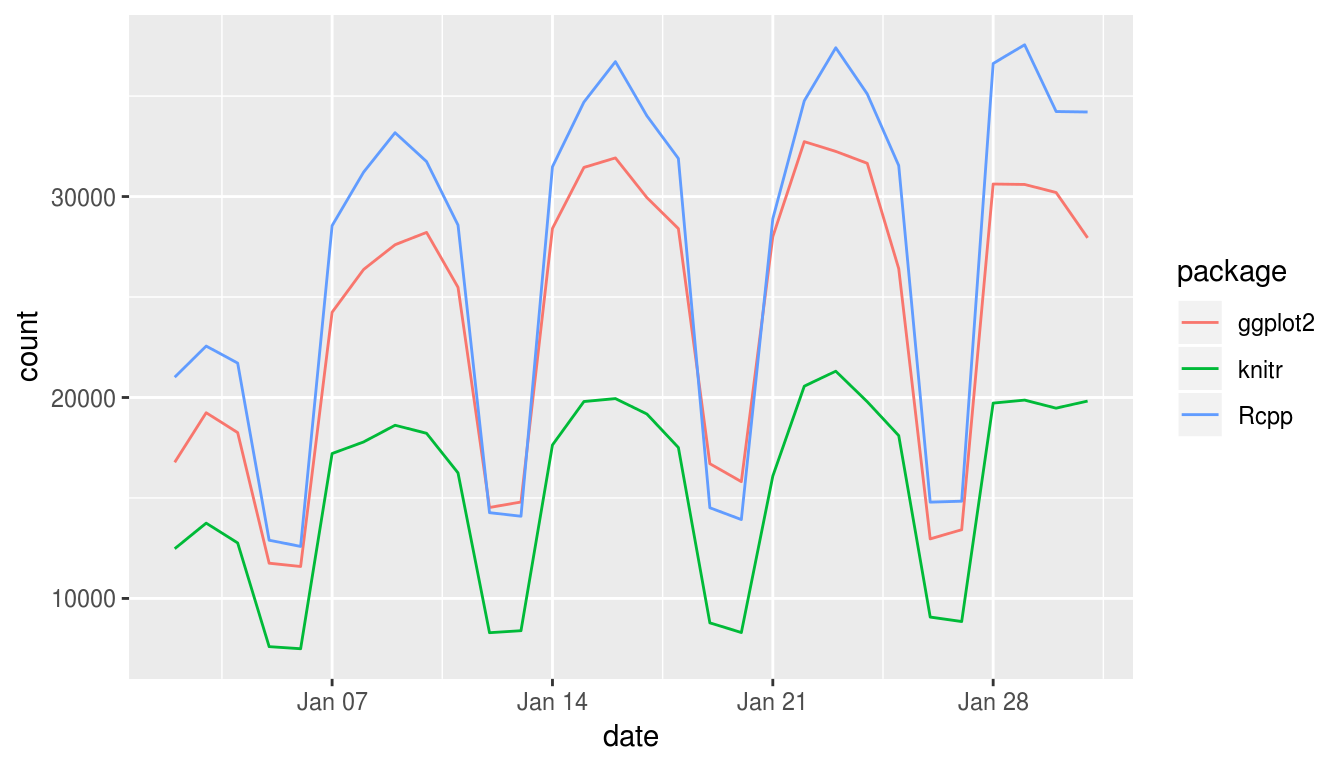 count
30000
20000
10000
Jan 07
Jan 14
Jan 21
Jan 28
date
package
ggplot2
knitr
Rcpp